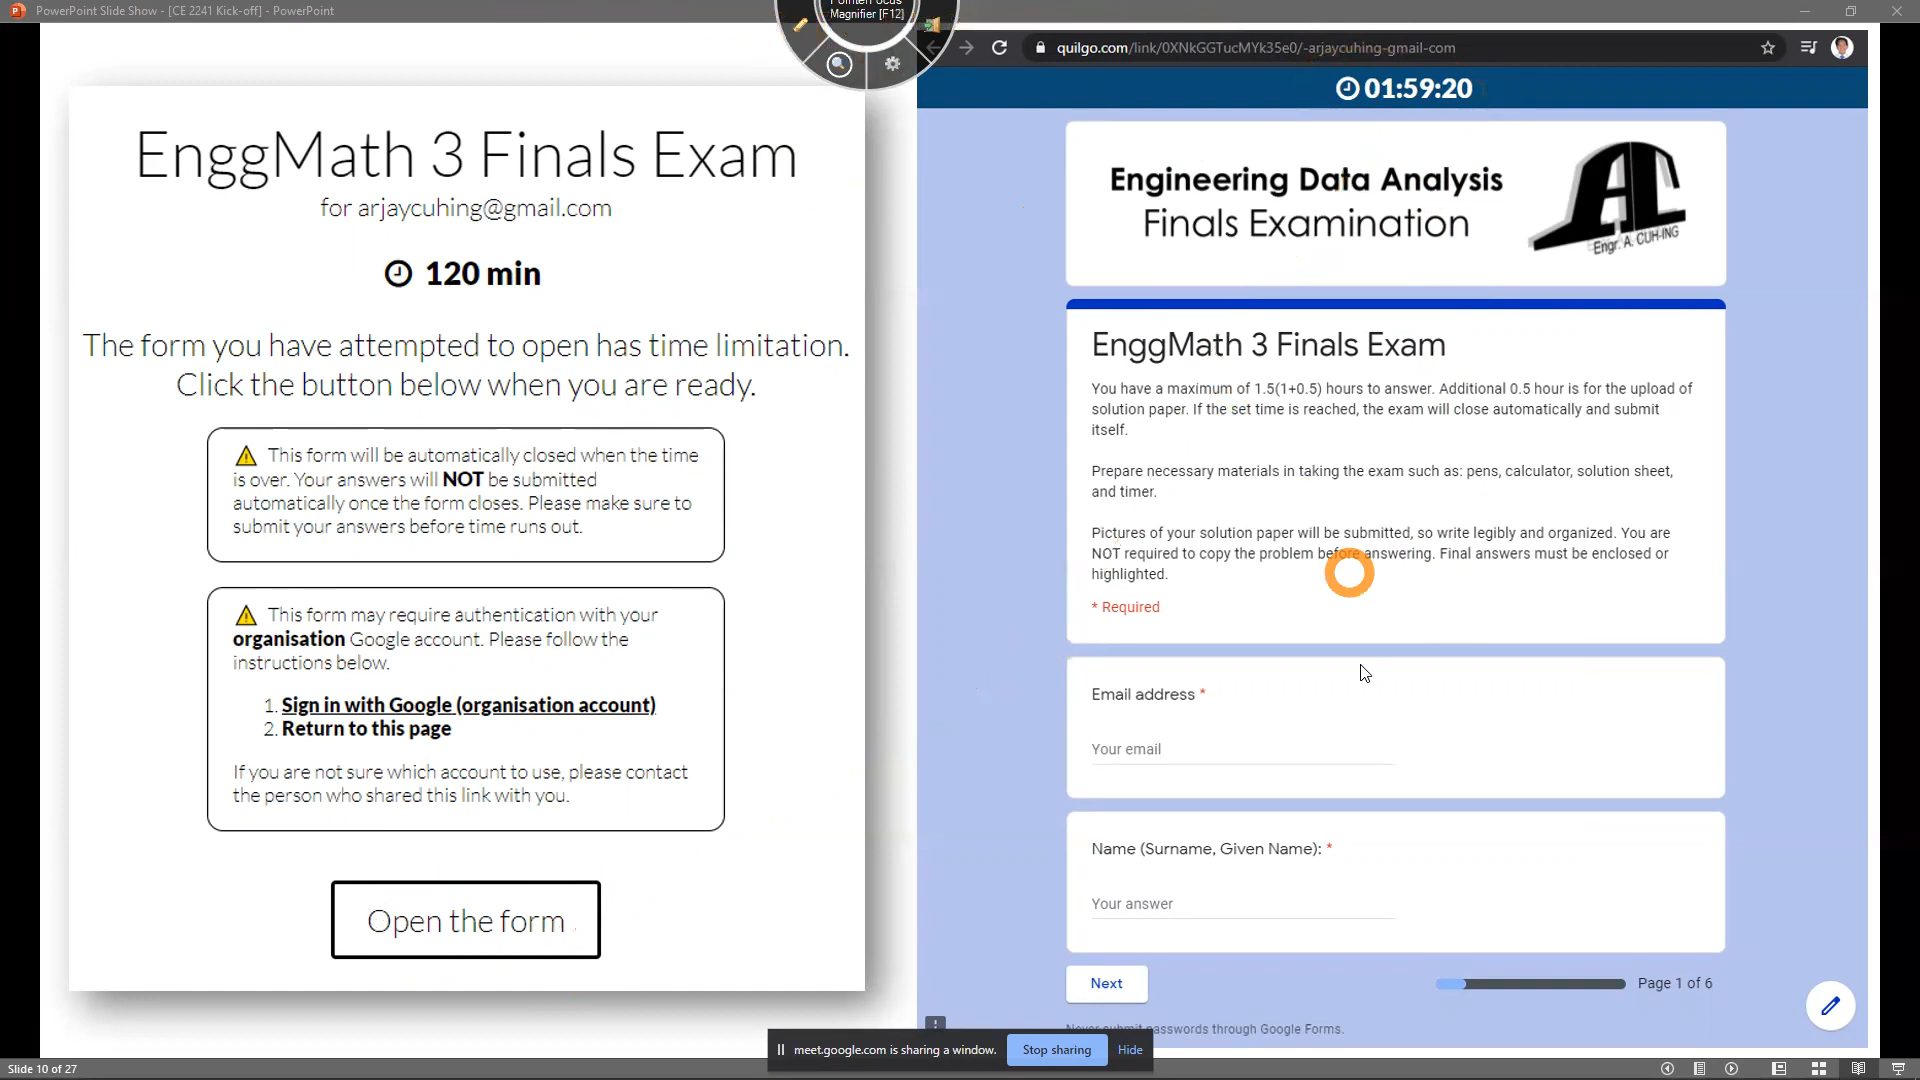 PowerPoint Slide Show - [CE 2241 Kick-off] - PowerPoint
Magnifier [F12]
quilgo.com/link/0XNkGGTucMYk35e0/-arjaycuhing-gmail-com
01:59:20
EnggMath 3 Finals Exam
for arjaycuhing@gmail.com
120 min
The form you have attempted to open has time limitation.
Click the button below when you are ready.
This form will be automatically closed when the time
is over. Your answers will NOT be submitted
automatically once the form closes. Please make sure to
submit your answers before time runs out.
This form may require authentication with your
organisation Google account. Please follow the
instructions below.
1. Sign in with Google (organisation account)
2. Return to this page
If you are not sure which account to use, please contact
the person who shared this link with you.
Open the form
Engineering Data Analysis
Finals Examination
Engr. A. CUH-ING
EnggMath 3 Finals Exam
You have a maximum of 1.5(1+0.5) hours to answer. Additional 0.5 hour is for the upload of
solution paper. If the set time is reached, the exam will close automatically and submit
itself.
Prepare necessary materials in taking the exam such as: pens, calculator, solution sheet,
and timer.
Pictures of your solution paper will be submitted, so write legibly and organized. You are
NOT required to copy the problem before answering. Final answers must be enclosed or
highlighted.
* Required
Email address *
Your email
Name (Surname, Given Name): *
Your answer
Next
Page 1 of 6
Never submit passwords through Google Forms.
meet.google.com is sharing a window.
Stop sharing
Hide
Slide 10 of 27